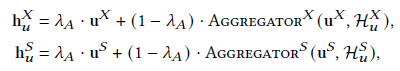 h_u^X = λ_A · u^X + (1 − λ_A) · AGGREGATOR^X (u^X, ℋ_u^X),
h_u^S = λ_A · u^S + (1 − λ_A) · AGGREGATOR^S (u^S, ℋ_u^S),